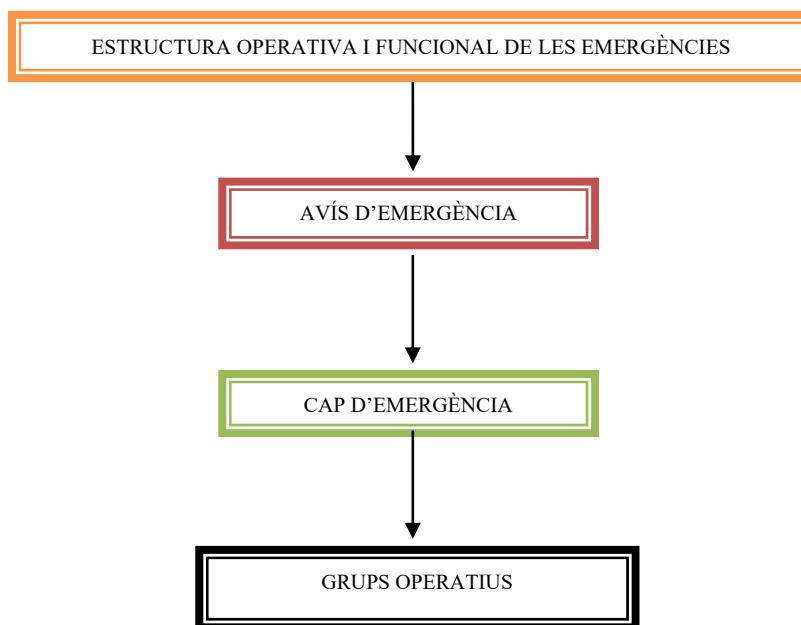 ESTRUCTURA OPERATIVA I FUNCIONAL DE LES EMERGÈNCIES
AVÍS D’EMERGÈNCIA
CAP D’EMERGÈNCIA
GRUPS OPERATIUS